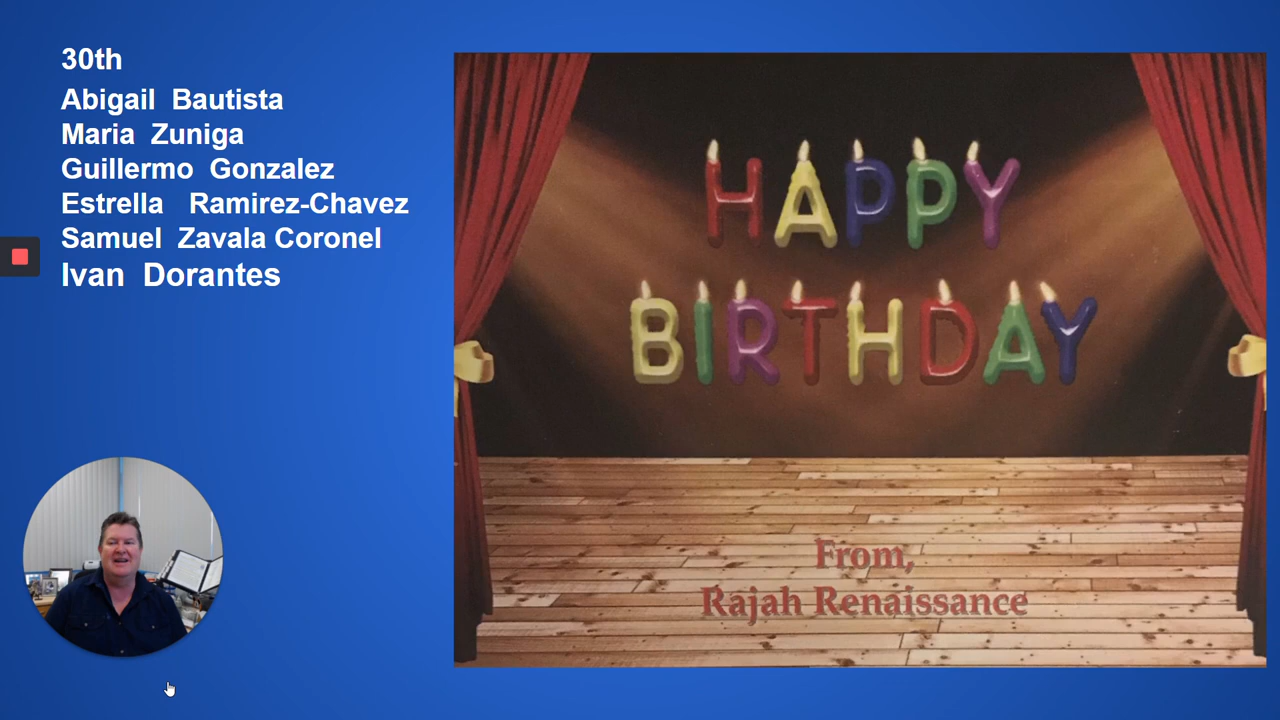 30th
Abigail Bautista
Maria Zuniga
Guillermo Gonzalez
Estrella Ramirez-Chavez
Samuel Zavala Coronel
Ivan Dorantes
HAPPY
BIRTHDAY
From,
Rajah Renaissance